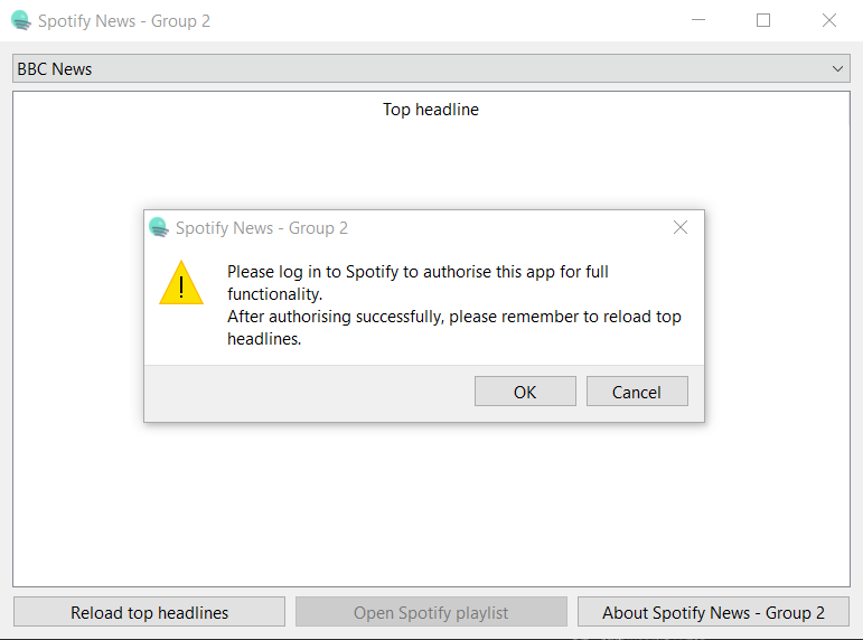 Spotify News - Group 2
BBC News
Top headline
Spotify News - Group 2
Please log in to Spotify to authorise this app for full
functionality.
After authorising successfully, please remember to reload top
headlines.
OK
Cancel
Reload top headlines
Open Spotify playlist
About Spotify News - Group 2